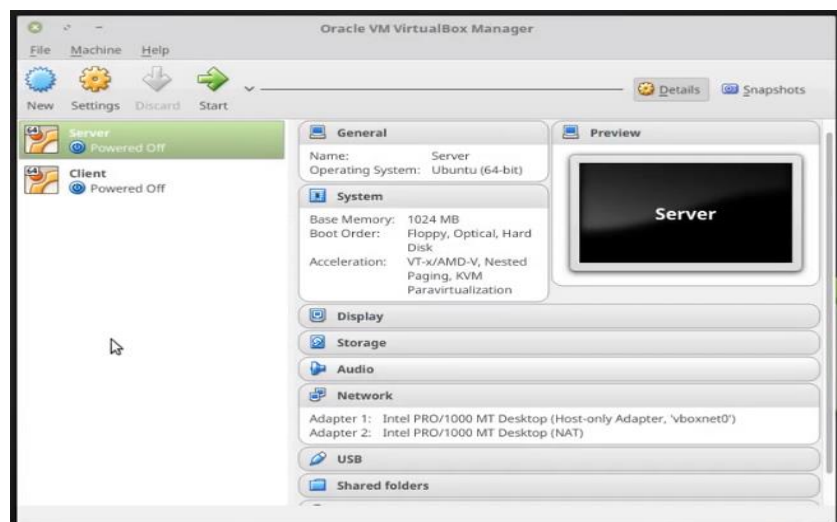 Oracle VM VirtualBox Manager
File Machine Help
New Settings Discard Start
Details Snapshots
64 Server
Powered Off
64 Client
Powered Off
General
Name: Server
Operating System: Ubuntu (64-bit)
System
Base Memory: 1024 MB
Boot Order: Floppy, Optical, Hard
Disk
Acceleration: VT-x/AMD-V, Nested
Paging, KVM
Paravirtualization
Preview
Server
Display
Storage
Audio
Network
Adapter 1: Intel PRO/1000 MT Desktop (Host-only Adapter, 'vboxnet0')
Adapter 2: Intel PRO/1000 MT Desktop (NAT)
USB
Shared folders